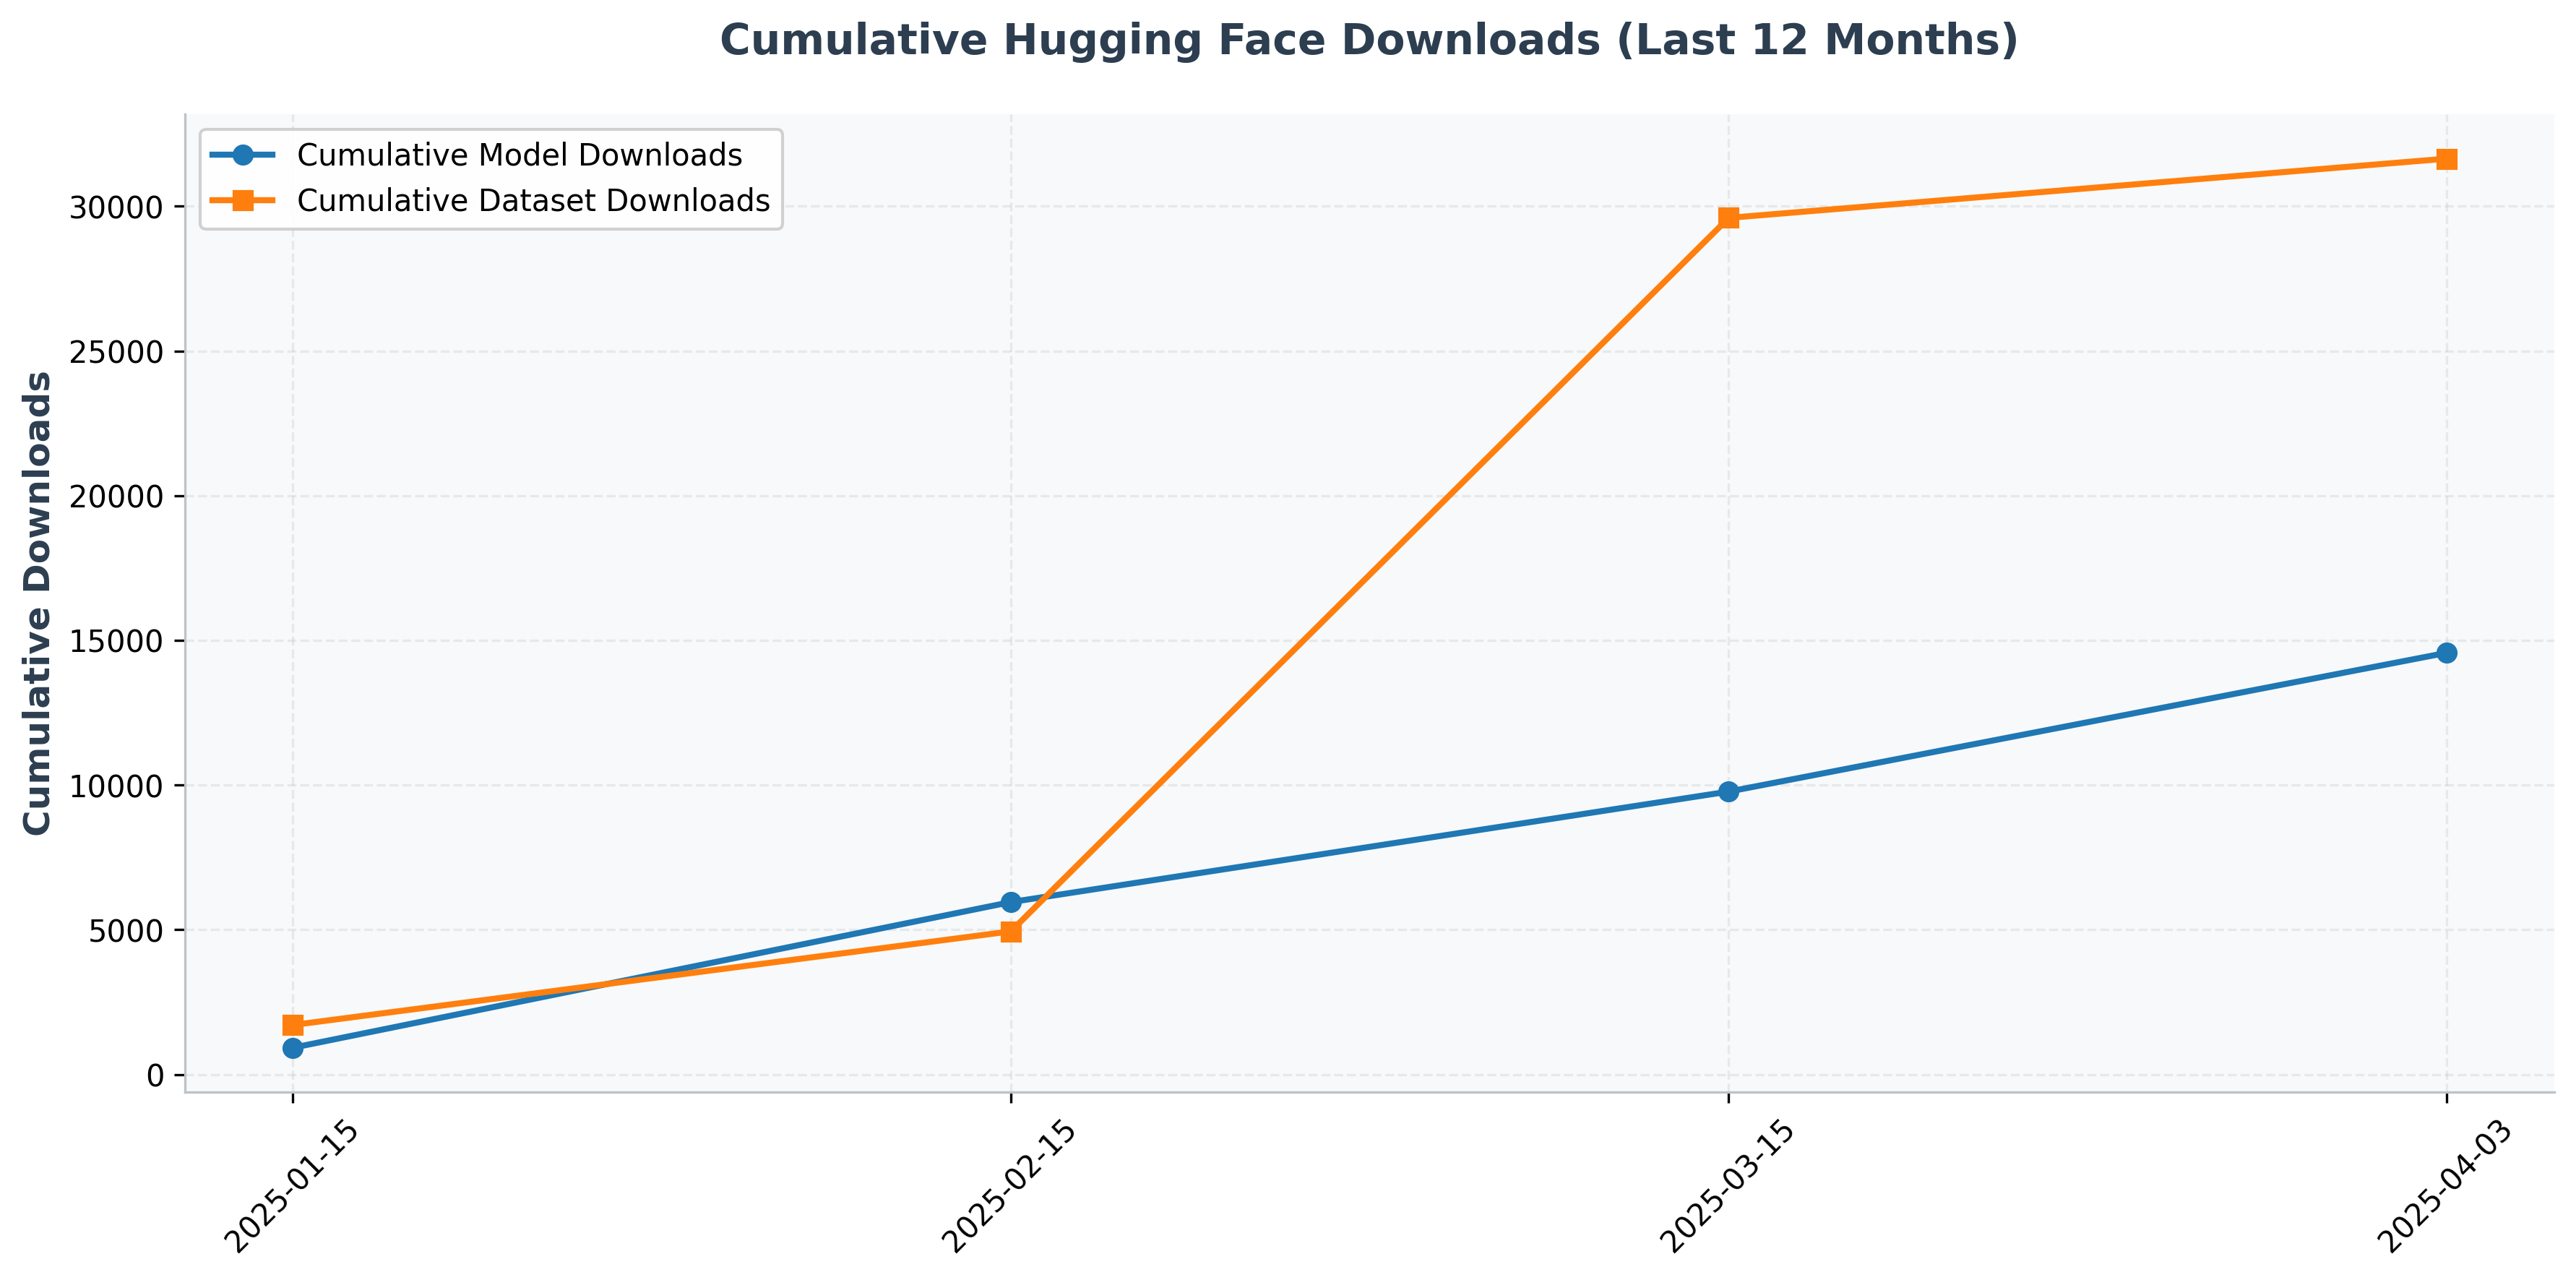 Cumulative Hugging Face Downloads (Last 12 Months)
Cumulative Model Downloads
Cumulative Dataset Downloads
Cumulative Downloads
30000
25000
20000
15000
10000
5000
0
2025-01-15
2025-02-15
2025-03-15
2025-04-03